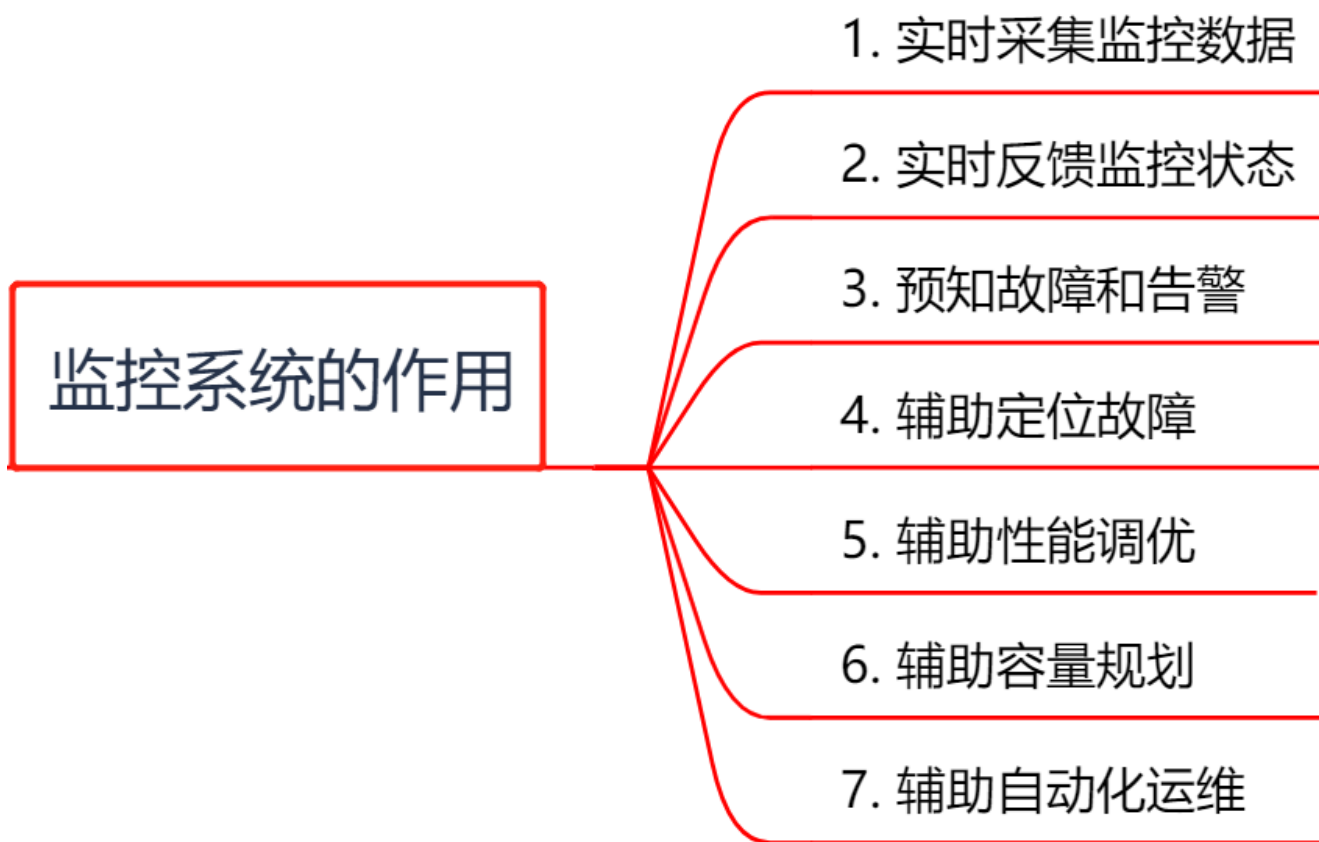 监控系统的作用
1. 实时采集监控数据
2. 实时反馈监控状态
3. 预知故障和告警
4. 辅助定位故障
5. 辅助性能调优
6. 辅助容量规划
7. 辅助自动化运维